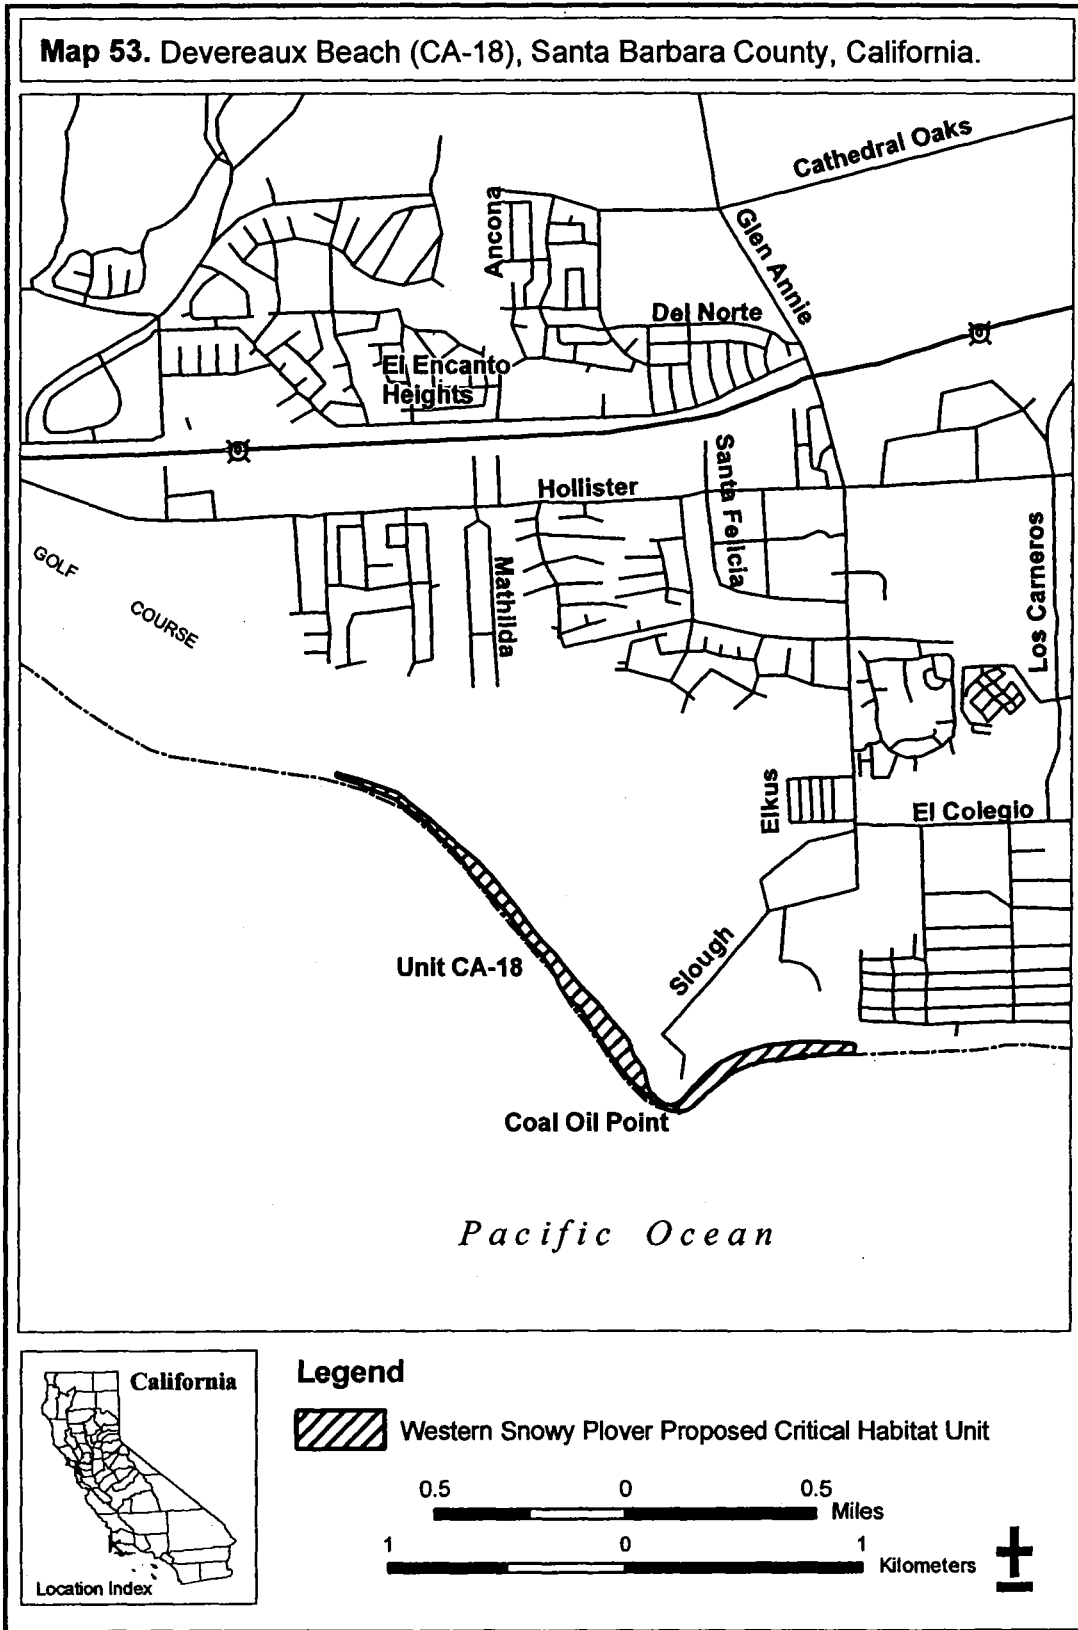 Map 53. Devereaux Beach (CA-18), Santa Barbara County, California.
Cathedral Oaks
Ancona
Glen Annie
Del Norte
El Encanto
Heights
Santa Felicia
Hollister
GOLF
COURSE
Mathilda
Los Carneros
Elkus
El Colegio
Slough
Unit CA-18
Coal Oil Point
Pacific Ocean
California
Location Index
Legend
Western Snowy Plover Proposed Critical Habitat Unit
0.5 0 0.5
Miles
1 0 1
Kilometers